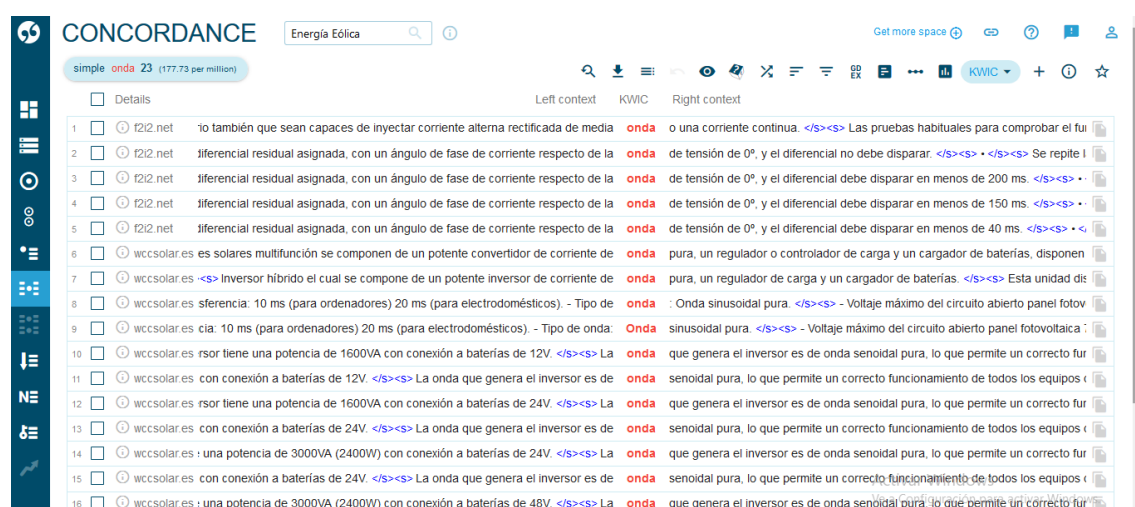 CONCORDANCE Energía Eólica Get more space
simple onda 23 (177.73 per million) GD EX KWIC
Details Left context KWIC Right context
1 f2i2.net io también que sean capaces de inyectar corriente alterna rectificada de media onda o una corriente continua. </s><s> Las pruebas habituales para comprobar el
2 f2i2.net diferencial residual asignada, con un ángulo de fase de corriente respecto de la onda de tensión de 0º, y el diferencial no debe disparar. </s><s> • </s><s> Se repite
3 f2i2.net diferencial residual asignada, con un ángulo de fase de corriente respecto de la onda de tensión de 0º, y el diferencial debe disparar en menos de 200 ms. </s><s> •
4 f2i2.net diferencial residual asignada, con un ángulo de fase de corriente respecto de la onda de tensión de 0º, y el diferencial debe disparar en menos de 150 ms. </s><s> •
5 f2i2.net diferencial residual asignada, con un ángulo de fase de corriente respecto de la onda de tensión de 0º, y el diferencial debe disparar en menos de 40 ms. </s><s> •
6 wccsolar.es es solares multifunción se componen de un potente convertidor de corriente de onda pura, un regulador o controlador de carga y un cargador de baterías, disponen
7 wccsolar.es <s> Inversor híbrido el cual se compone de un potente inversor de corriente de onda pura, un regulador de carga y un cargador de baterías. </s><s> Esta unidad
8 wccsolar.es sferencia: 10 ms (para ordenadores) 20 ms (para electrodomésticos). - Tipo de onda : Onda sinusoidal pura. </s><s> - Voltaje máximo del circuito abierto panel
9 wccsolar.es cia: 10 ms (para ordenadores) 20 ms (para electrodomésticos). - Tipo de onda: Onda sinusoidal pura. </s><s> - Voltaje máximo del circuito abierto panel fotovoltaica
10 wccsolar.es rsor tiene una potencia de 1600VA con conexión a baterías de 12V. </s><s> La onda que genera el inversor es de onda senoidal pura, lo que permite un correcto
11 wccsolar.es con conexión a baterías de 12V. </s><s> La onda que genera el inversor es de onda senoidal pura, lo que permite un correcto funcionamiento de todos los equipos
12 wccsolar.es rsor tiene una potencia de 1600VA con conexión a baterías de 24V. </s><s> La onda que genera el inversor es de onda senoidal pura, lo que permite un correcto
13 wccsolar.es con conexión a baterías de 24V. </s><s> La onda que genera el inversor es de onda senoidal pura, lo que permite un correcto funcionamiento de todos los equipos
14 wccsolar.es una potencia de 3000VA (2400W) con conexión a baterías de 24V. </s><s> La onda que genera el inversor es de onda senoidal pura, lo que permite un correcto
15 wccsolar.es con conexión a baterías de 24V. </s><s> La onda que genera el inversor es de onda senoidal pura, lo que permite un correcto funcionamiento de todos los equipos
Activar Windows
16 wccsolar.es una potencia de 3000VA (2400W) con conexión a baterías de 48V. </s><s> La onda que genera el inversor es de onda senoidal pura, lo que permite un correcto
Ve a Configuración para activar Windows.